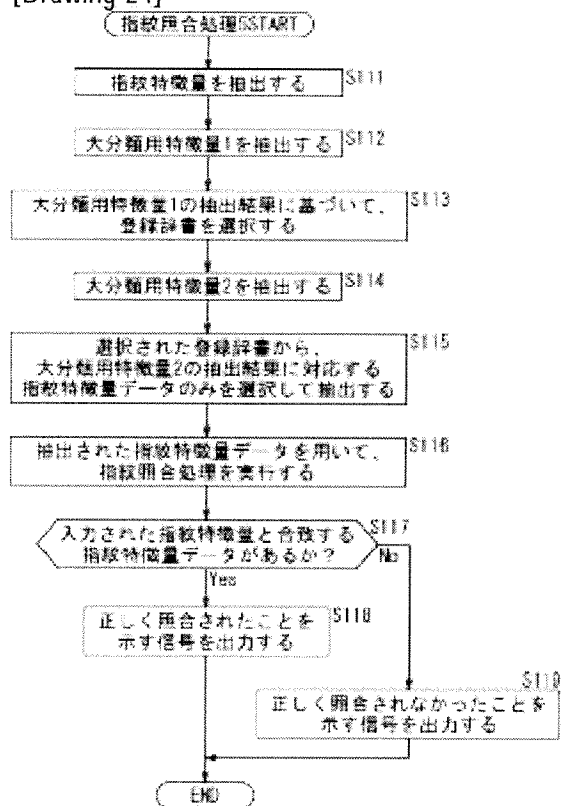 [Drawing 24]
指紋照合処理5START
指紋特徴量を抽出する
S111
大分類用特徴量1を抽出する
S112
大分類用特徴量1の抽出結果に基づいて、
登録辞書を選択する
S113
大分類用特徴量2を抽出する
S114
選択された登録辞書から、
大分類用特徴量2の抽出結果に対応する
指紋特徴量データのみを選択して抽出する
S115
抽出された指紋特徴量データを用いて、
指紋照合処理を実行する
S116
入力された指紋特徴量と合致する
指紋特徴量データがあるか？
S117
No
Yes
正しく照合されたことを
示す信号を出力する
S118
S119
正しく照合されなかったことを
示す信号を出力する
END